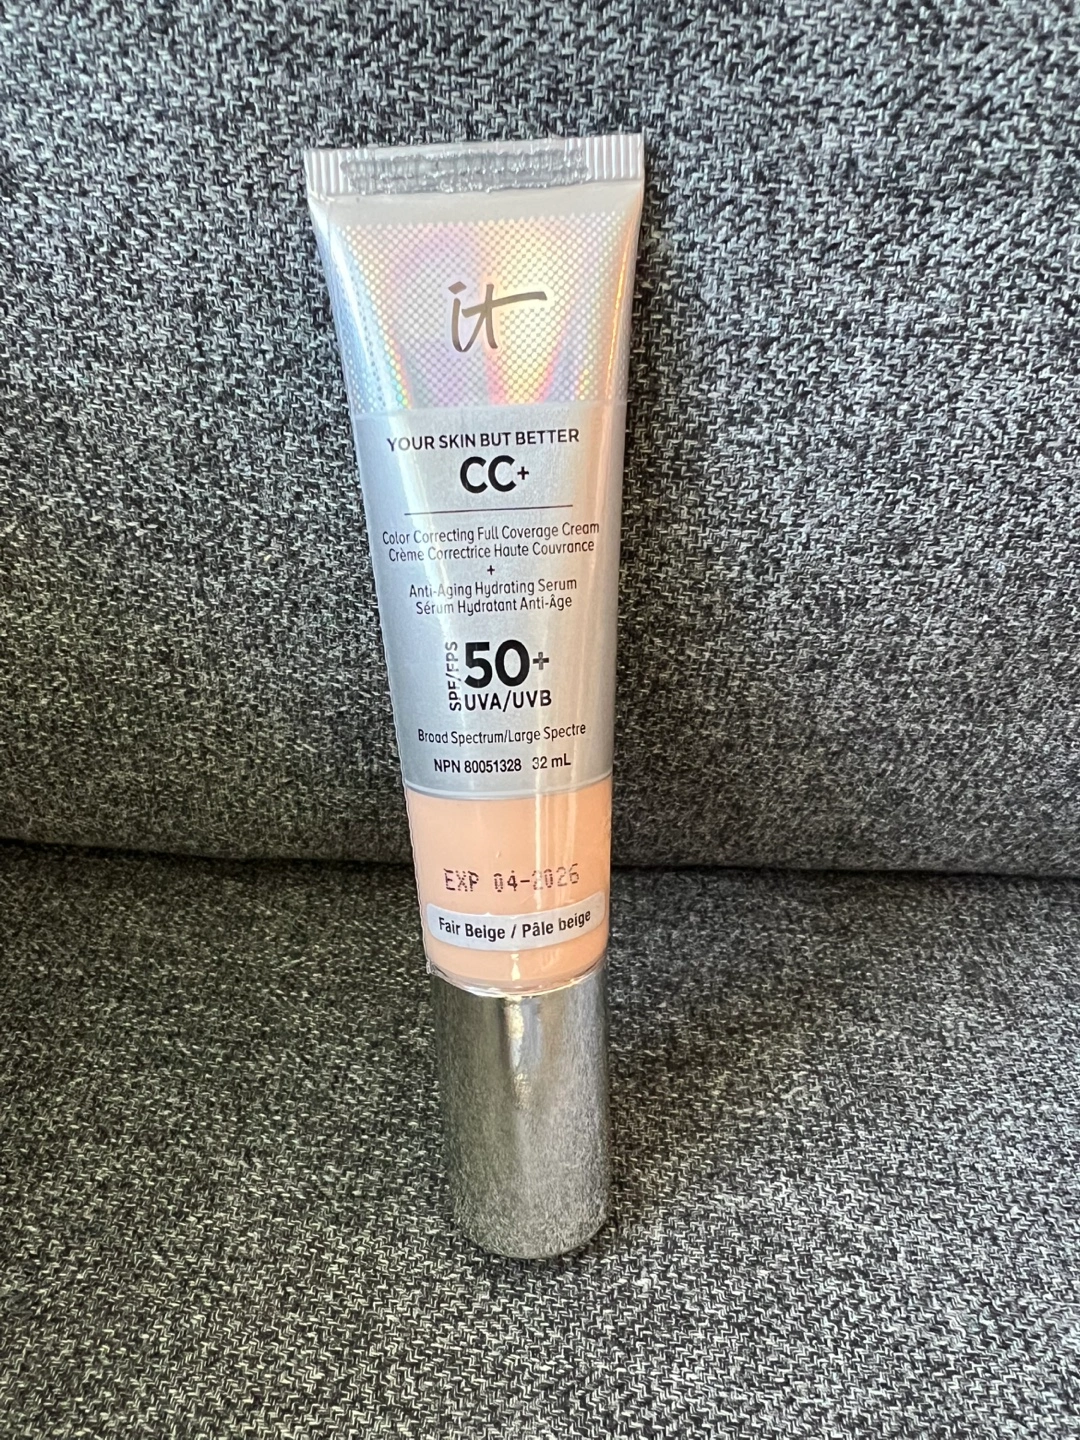 it
YOUR SKIN BUT BETTER
CC+
Color Correcting Full Coverage Cream
Crème Correctrice Haute Couvrance
+
Anti-Aging Hydrating Serum
Sérum Hydratant Anti-Âge
SPF/FPS 50+
UVA/UVB
Broad Spectrum/Large Spectre
NPN 80051328 32 mL
EXP 04-2026
Fair Beige / Pâle beige